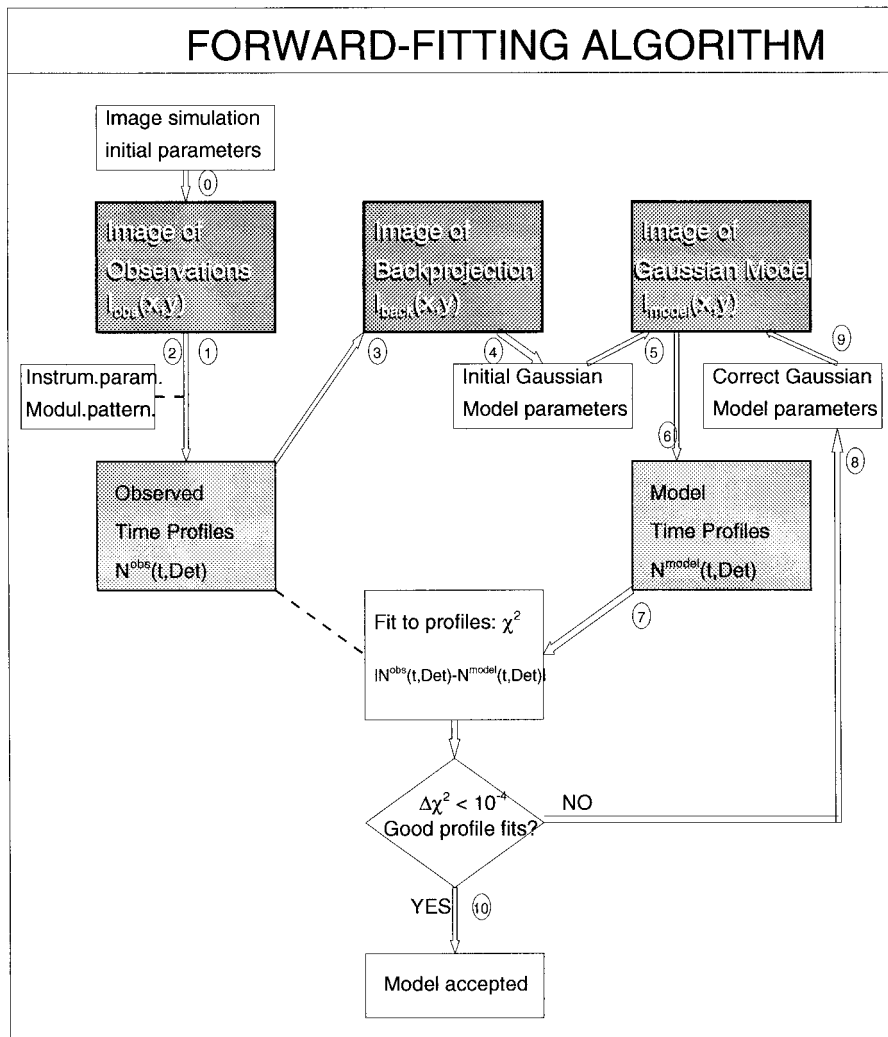 FORWARD-FITTING ALGORITHM
Image simulation
initial parameters
0
Image of
Observations
I_obs(x,y)
Image of
Backprojection
I_back(x,y)
Image of
Gaussian Model
I_model(x,y)
2
1
3
4
5
9
Instrum.param.
Modul.pattern.
Initial Gaussian
Model parameters
Correct Gaussian
Model parameters
6
8
Observed
Time Profiles
N^obs(t,Det)
Model
Time Profiles
N^model(t,Det)
7
Fit to profiles: χ²
|N^obs(t,Det)-N^model(t,Det)|
Δχ² < 10⁻⁴
Good profile fits?
NO
YES
10
Model accepted